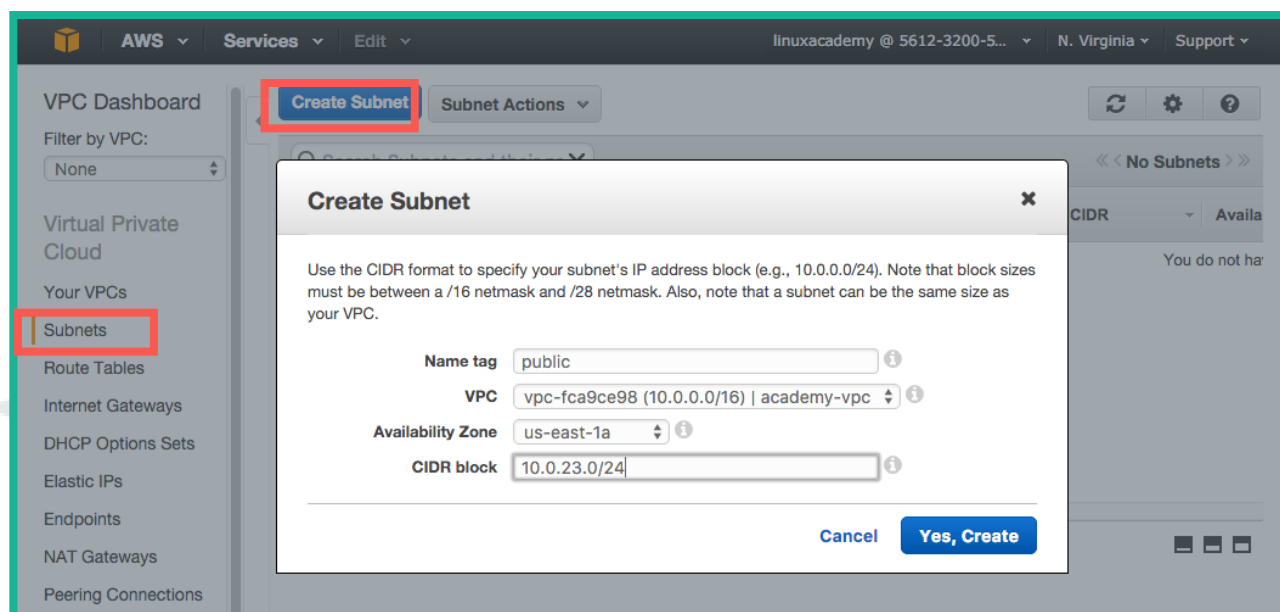 AWS Services Edit linuxacademy @ 5612-3200-5... N. Virginia Support
VPC Dashboard
Filter by VPC:
None
Virtual Private
Cloud
Your VPCs
Subnets
Route Tables
Internet Gateways
DHCP Options Sets
Elastic IPs
Endpoints
NAT Gateways
Peering Connections
Create Subnet Subnet Actions
Search Subnets and their
No Subnets
CIDR Availa
You do not ha
Create Subnet
Use the CIDR format to specify your subnet's IP address block (e.g., 10.0.0.0/24). Note that block sizes
must be between a /16 netmask and /28 netmask. Also, note that a subnet can be the same size as
your VPC.
Name tag public
VPC vpc-fca9ce98 (10.0.0.0/16) | academy-vpc
Availability Zone us-east-1a
CIDR block 10.0.23.0/24
Cancel Yes, Create